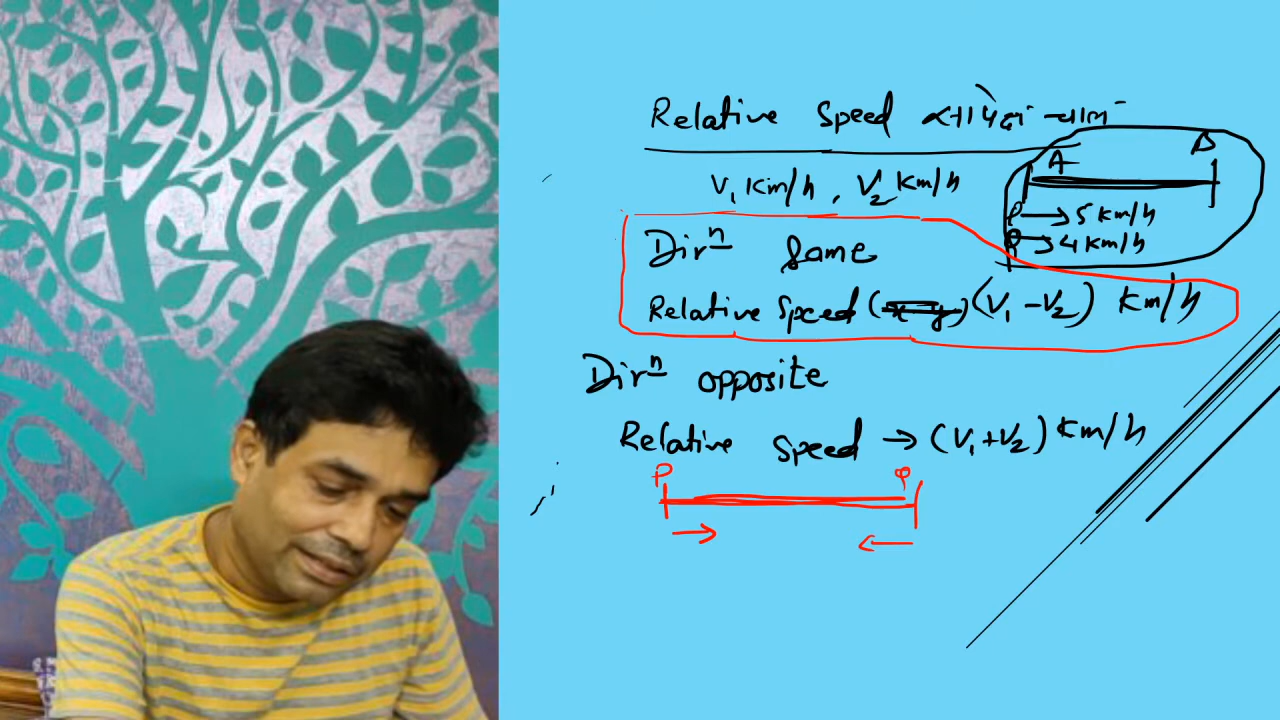 Relative Speed
V₁ Km/h , V₂ Km/h
A B
P → 5 Km/h
Q → 4 Km/h
Dirⁿ Same
Relative Speed (V₁ - V₂) Km/h
Dirⁿ opposite
Relative Speed → (V₁+V₂) Km/h
P Q